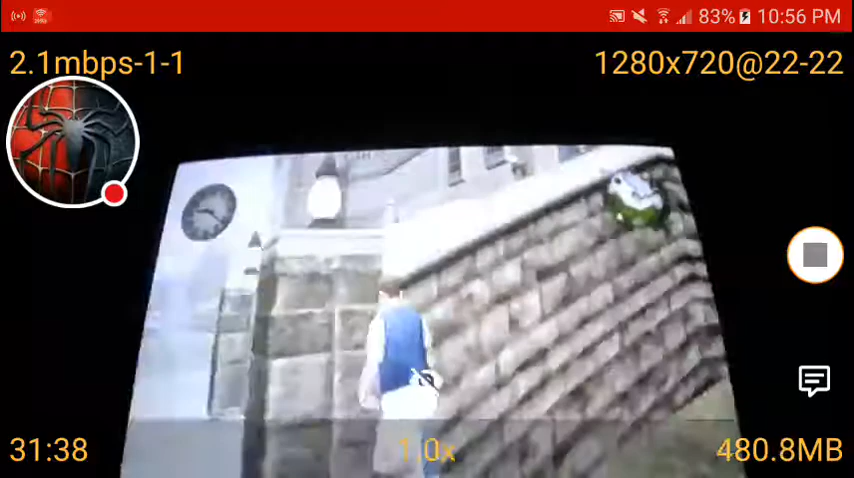 83% 10:56 PM
2.1mbps-1-1
1280x720@22-22
31:38
1.0x
480.8MB